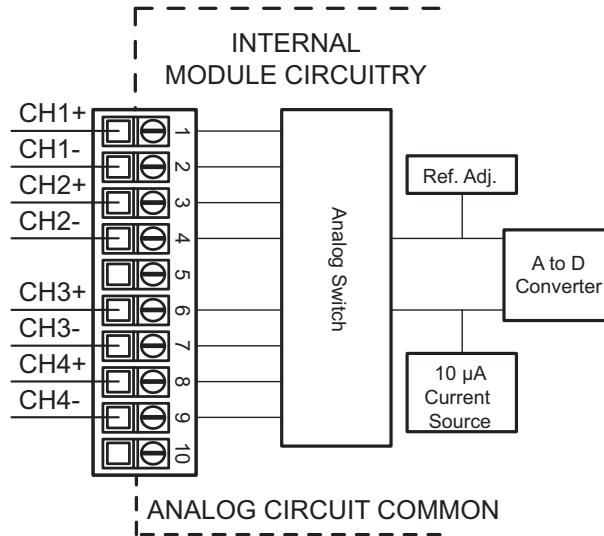 INTERNAL
MODULE CIRCUITRY
CH1+
CH1-
CH2+
CH2-
CH3+
CH3-
CH4+
CH4-
1
2
3
4
5
6
7
8
9
10
Analog Switch
Ref. Adj.
A to D
Converter
10 µA
Current
Source
ANALOG CIRCUIT COMMON